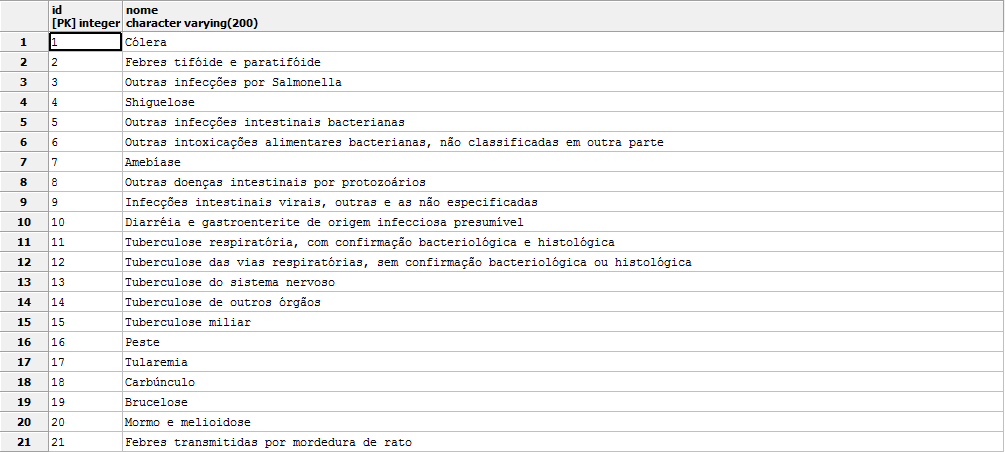 id nome
[PK] integer character varying(200)
1 1 Cólera
2 2 Febres tifóide e paratifóide
3 3 Outras infecções por Salmonella
4 4 Shiguelose
5 5 Outras infecções intestinais bacterianas
6 6 Outras intoxicações alimentares bacterianas, não classificadas em outra parte
7 7 Amebíase
8 8 Outras doenças intestinais por protozoários
9 9 Infecções intestinais virais, outras e as não especificadas
10 10 Diarréia e gastroenterite de origem infecciosa presumível
11 11 Tuberculose respiratória, com confirmação bacteriológica e histológica
12 12 Tuberculose das vias respiratórias, sem confirmação bacteriológica ou histológica
13 13 Tuberculose do sistema nervoso
14 14 Tuberculose de outros órgãos
15 15 Tuberculose miliar
16 16 Peste
17 17 Tularemia
18 18 Carbúnculo
19 19 Brucelose
20 20 Mormo e melioidose
21 21 Febres transmitidas por mordedura de rato